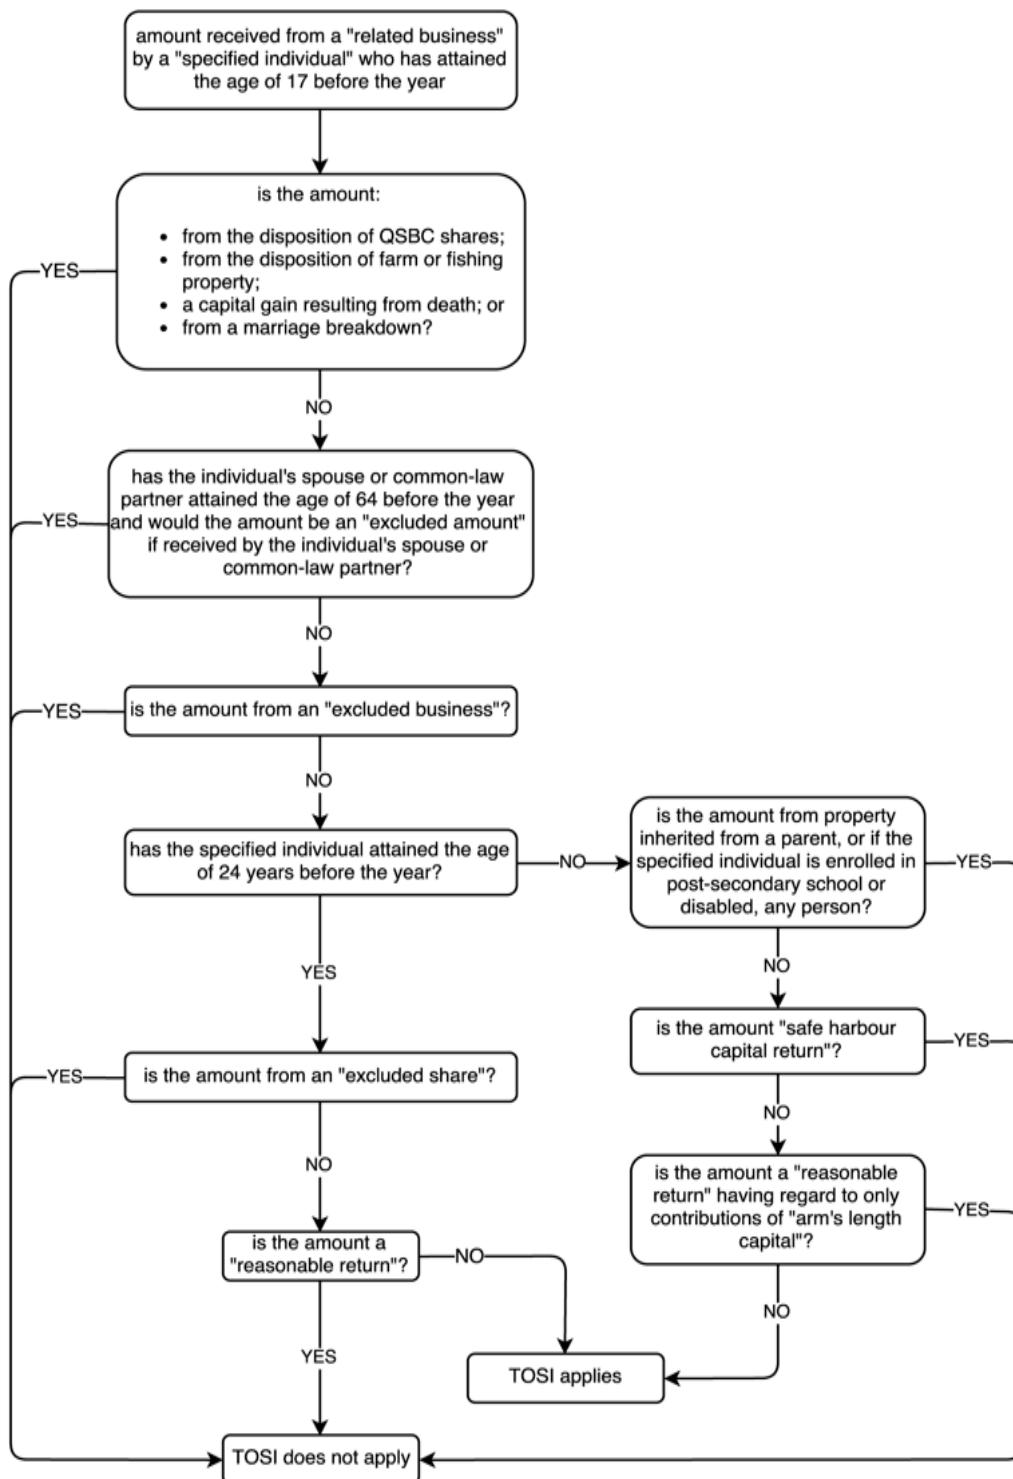 amount received from a "related business"
by a "specified individual" who has attained
the age of 17 before the year
is the amount:
• from the disposition of QSBC shares;
• from the disposition of farm or fishing
property;
• a capital gain resulting from death; or
• from a marriage breakdown?
YES
NO
has the individual's spouse or common-law
partner attained the age of 64 before the year
and would the amount be an "excluded amount"
if received by the individual's spouse or
common-law partner?
YES
NO
is the amount from an "excluded business"?
YES
NO
has the specified individual attained the age
of 24 years before the year?
NO
is the amount from property
inherited from a parent, or if the
specified individual is enrolled in
post-secondary school or
disabled, any person?
YES
YES
NO
is the amount "safe harbour
capital return"?
YES
is the amount from an "excluded share"?
YES
NO
NO
is the amount a "reasonable
return" having regard to only
contributions of "arm's length
capital"?
YES
is the amount a
"reasonable return"?
NO
NO
YES
TOSI applies
TOSI does not apply